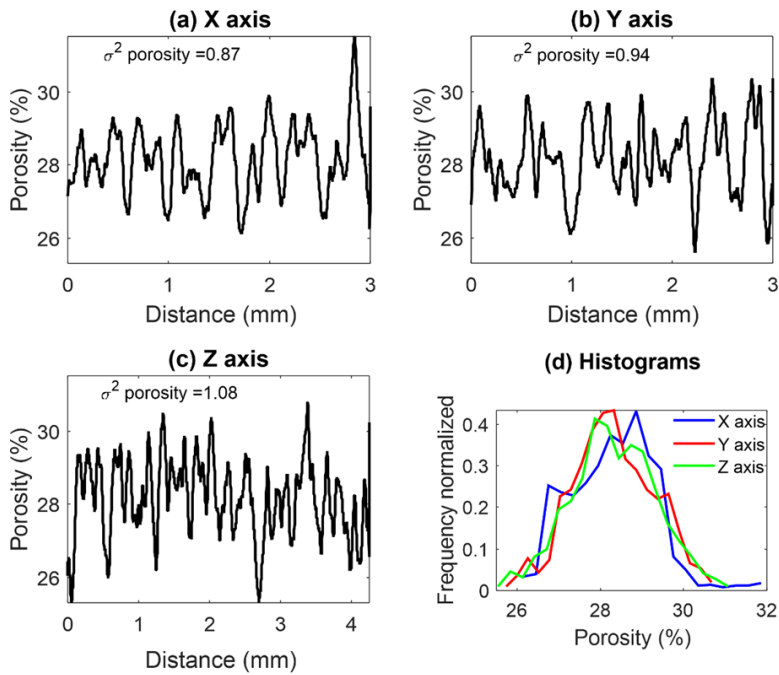 (a) X axis
σ² porosity =0.87
30
28
26
Porosity (%)
0 1 2 3
Distance (mm)
(b) Y axis
σ² porosity =0.94
30
28
26
Porosity (%)
0 1 2 3
Distance (mm)
(c) Z axis
σ² porosity =1.08
30
28
26
Porosity (%)
0 1 2 3 4
Distance (mm)
(d) Histograms
0.4
0.3
0.2
0.1
0
Frequency normalized
X axis
Y axis
Z axis
26 28 30 32
Porosity (%)